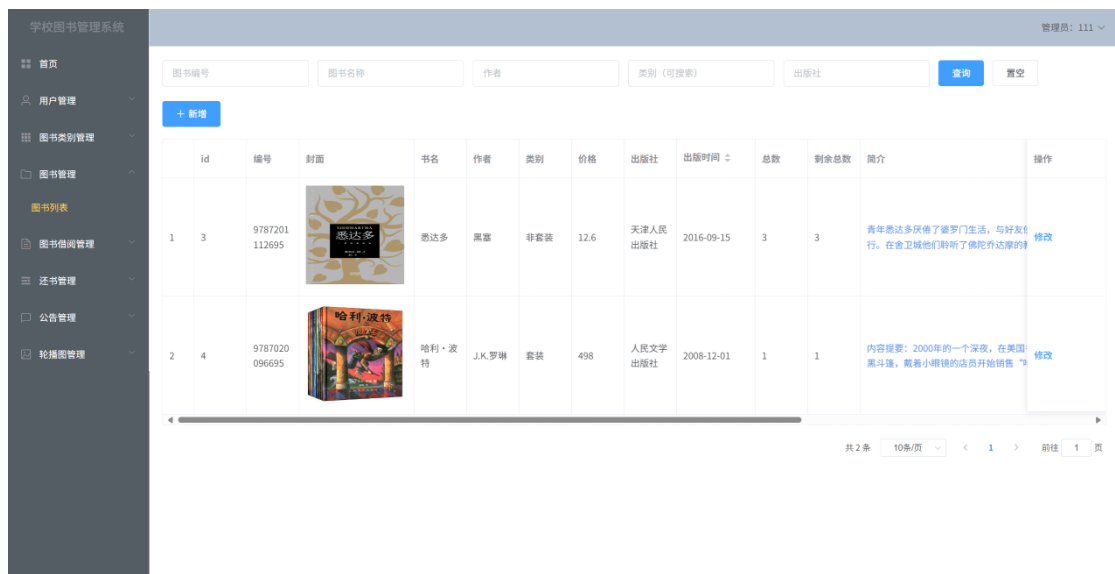 学校图书管理系统
管理员：111
首页
用户管理
图书类别管理
图书管理
图书列表
图书借阅管理
还书管理
公告管理
轮播图管理
图书编号 图书名称 作者 类别（可搜索） 出版社 查询 置空
+ 新增
id 编号 封面 书名 作者 类别 价格 出版社 出版时间 总数 剩余总数 简介 操作
1 3 9787201112695 悉达多 悉达多 黑塞 非套装 12.6 天津人民出版社 2016-09-15 3 3 修改
青年悉达多厌倦了婆罗门生活，与好友
行。在舍卫城他们聆听了佛陀乔达摩的
2 4 9787020096695 哈利·波特 哈利·波特 J.K.罗琳 套装 498 人民文学出版社 2008-12-01 1 1 修改
内容提要：2000年的一个深夜，在美国
黑斗篷，戴着小眼镜的店员开始销售“
共 2 条 10条/页 1 前往 1 页